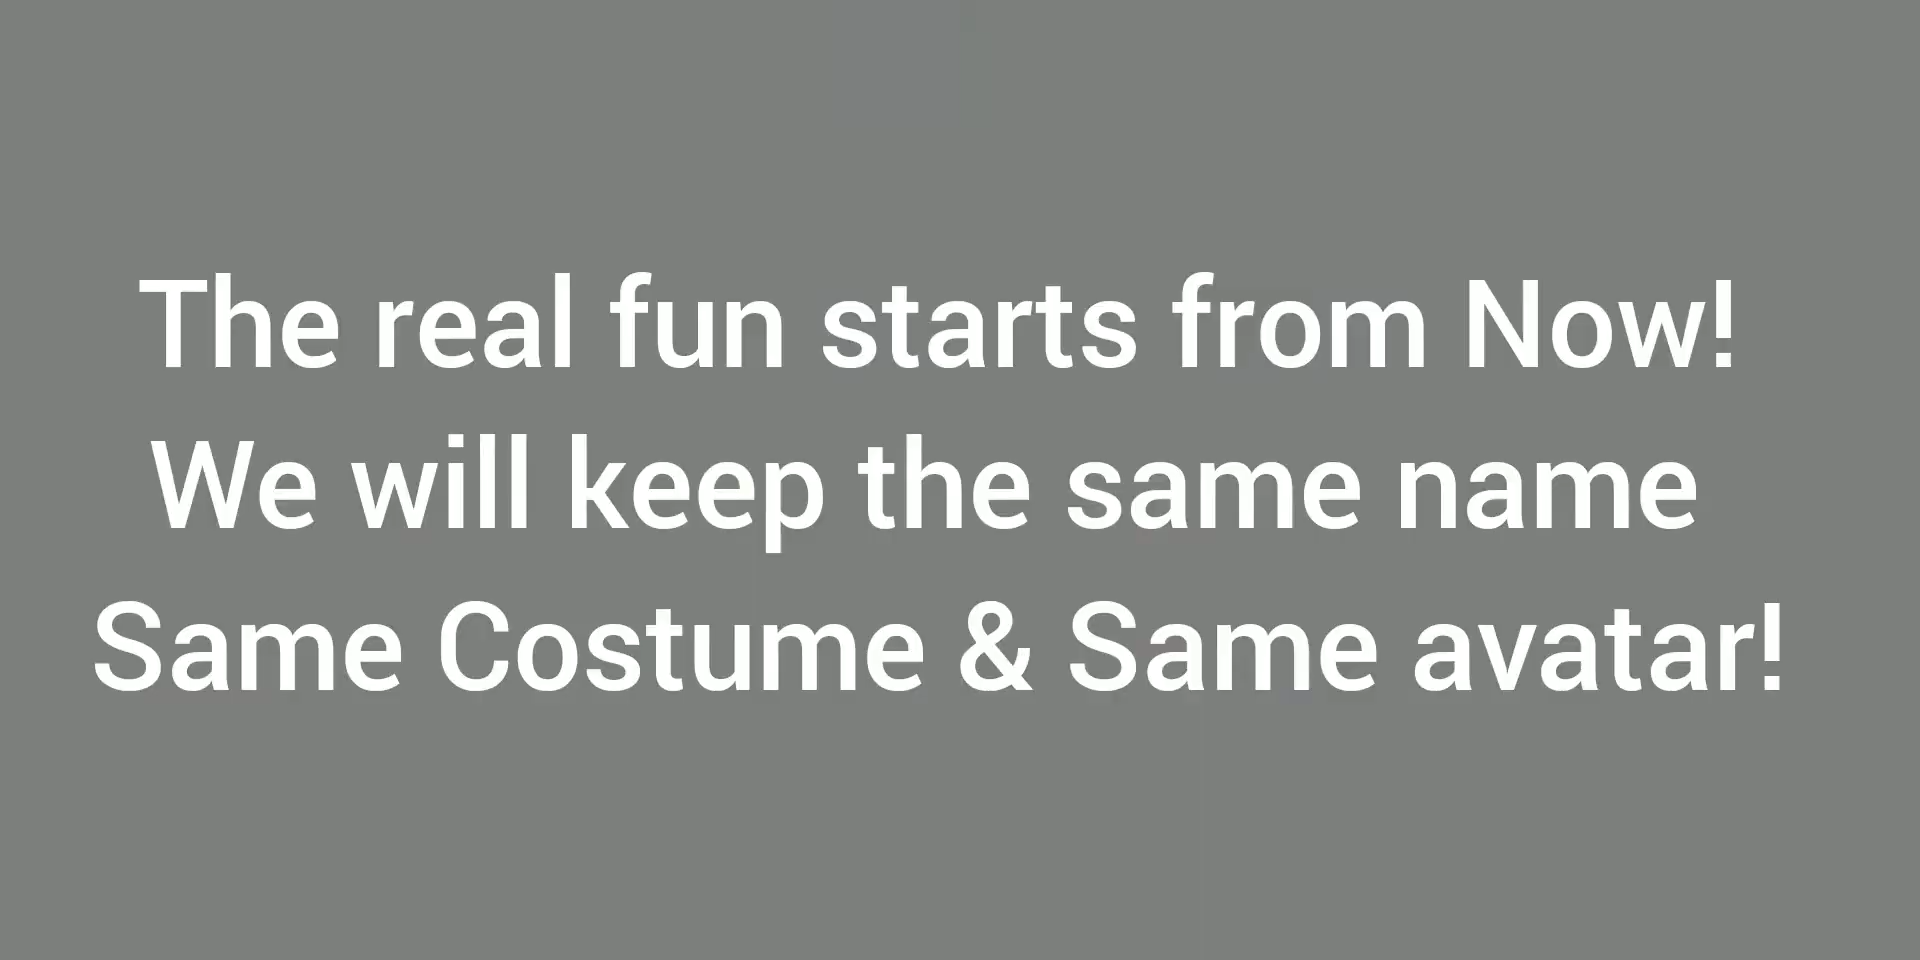 The real fun starts from Now!
We will keep the same name
Same Costume & Same avatar!